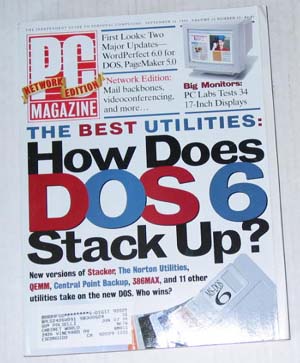 THE INDEPENDENT GUIDE TO PERSONAL COMPUTING SEPTEMBER 14, 1993
PC
NETWORK EDITION
MAGAZINE
First Looks: Two
Major Updates—
WordPerfect 6.0 for
DOS, PageMaker 5.0
Network Edition:
Mail backbones,
videoconferencing,
and more...
Big Monitors:
PC Labs Tests 34
17-Inch Displays
THE BEST UTILITIES:
How Does
DOS 6
Stack Up?
New versions of Stacker, The Norton Utilities,
QEMM, Central Point Backup, 386MAX, and 11 other
utilities take on the new DOS. Who wins?
MS-DOS
6